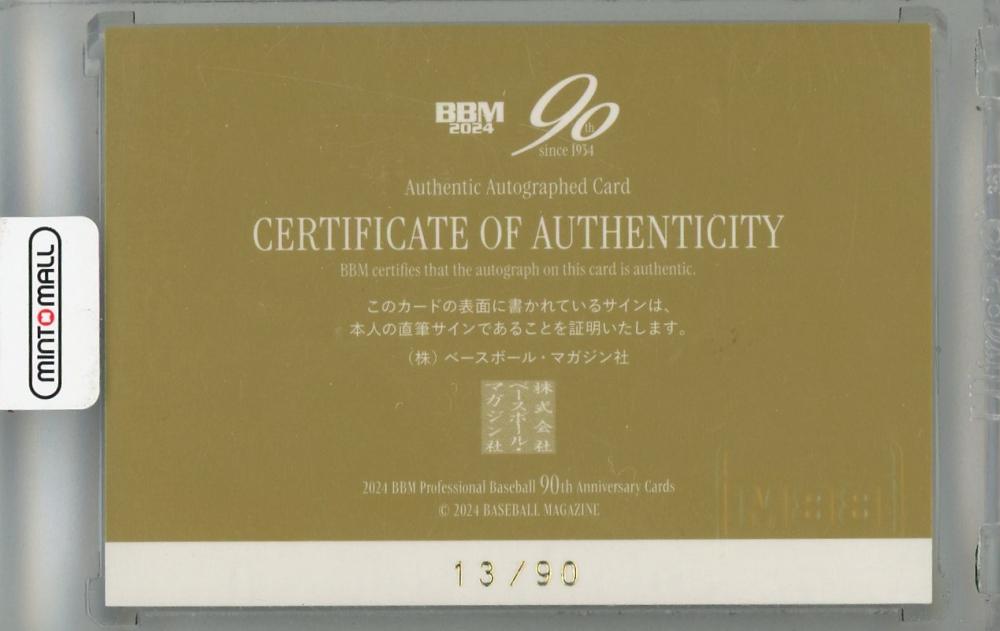 BBM
2024
90th
since 1934
Authentic Autographed Card
CERTIFICATE OF AUTHENTICITY
BBM certifies that the autograph on this card is authentic.
このカードの表面に書かれているサインは、
本人の直筆サインであることを証明いたします。
（株）ベースボール・マガジン社
株式会社
ベースボール・
マガジン社
2024 BBM Professional Baseball 90th Anniversary Cards
© 2024 BASEBALL MAGAZINE
13/90
MINTOMALL